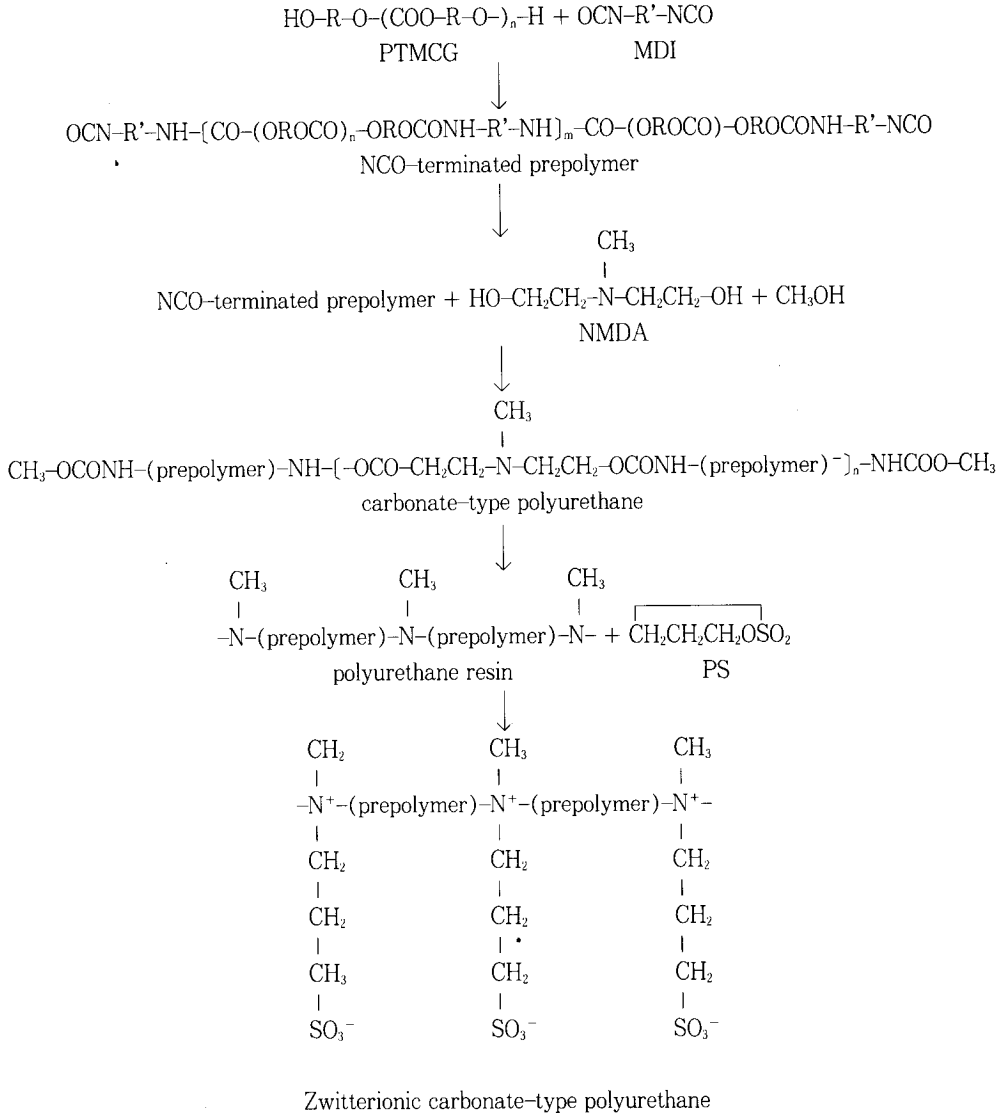 HO–R–O–(COO–R–O–)ₙ–H + OCN–R’–NCO
PTMCG MDI
OCN–R’–NH–[CO–(OROCO)ₙ–OROCONH–R’–NH]ₘ–CO–(OROCO)–OROCONH–R’–NCO
NCO–terminated prepolymer
CH₃
NCO–terminated prepolymer + HO–CH₂CH₂–N–CH₂CH₂–OH + CH₃OH
NMDA
CH₃
CH₃–OCONH–(prepolymer)–NH–[–OCO–CH₂CH₂–N–CH₂CH₂–OCONH–(prepolymer)⁻]ₙ–NHCOO–CH₃
carbonate–type polyurethane
CH₃ CH₃ CH₃
–N–(prepolymer)–N–(prepolymer)–N– + CH₂CH₂CH₂OSO₂
polyurethane resin PS
CH₂ CH₃ CH₃
–N⁺–(prepolymer)–N⁺–(prepolymer)–N⁺–
CH₂ CH₂ CH₂
CH₂ CH₂ CH₂
CH₃ CH₂ CH₂
SO₃⁻ SO₃⁻ SO₃⁻
Zwitterionic carbonate–type polyurethane